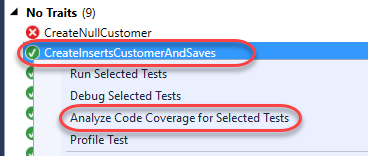 No Traits (9)
CreateNullCustomer
CreateInsertsCustomerAndSaves
Run Selected Tests
Debug Selected Tests
Analyze Code Coverage for Selected Tests
Profile Test